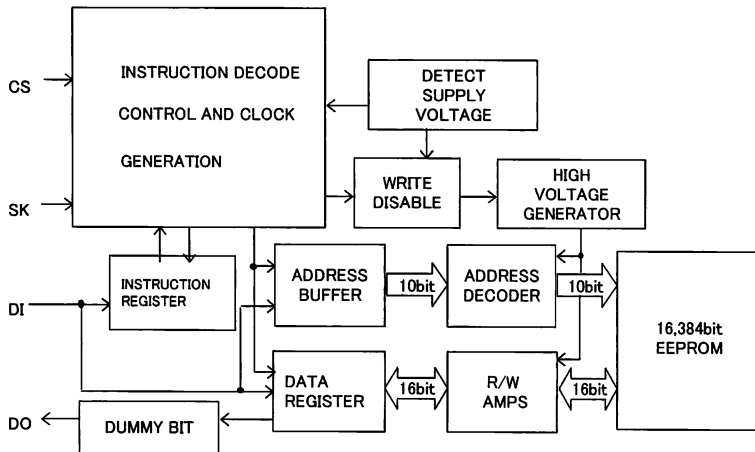 CS
SK
DI
DO
INSTRUCTION DECODE
CONTROL AND CLOCK
GENERATION
DETECT
SUPPLY
VOLTAGE
WRITE
DISABLE
HIGH
VOLTAGE
GENERATOR
INSTRUCTION
REGISTER
ADDRESS
BUFFER
10bit
ADDRESS
DECODER
10bit
16,384bit
EEPROM
DATA
REGISTER
16bit
R/W
AMPS
16bit
DUMMY BIT